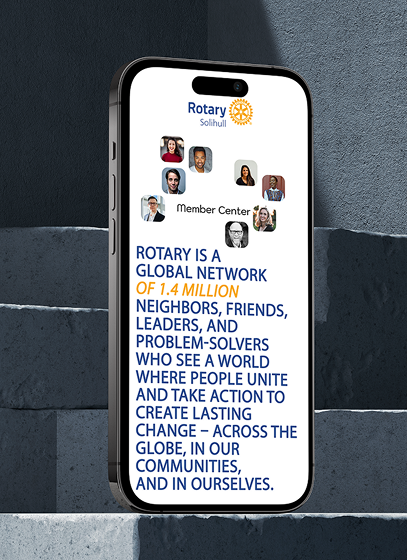 Rotary
Solihull
Member Center
ROTARY IS A
GLOBAL NETWORK
OF 1.4 MILLION
NEIGHBORS, FRIENDS,
LEADERS, AND
PROBLEM-SOLVERS
WHO SEE A WORLD
WHERE PEOPLE UNITE
AND TAKE ACTION TO
CREATE LASTING
CHANGE – ACROSS THE
GLOBE, IN OUR
COMMUNITIES,
AND IN OURSELVES.